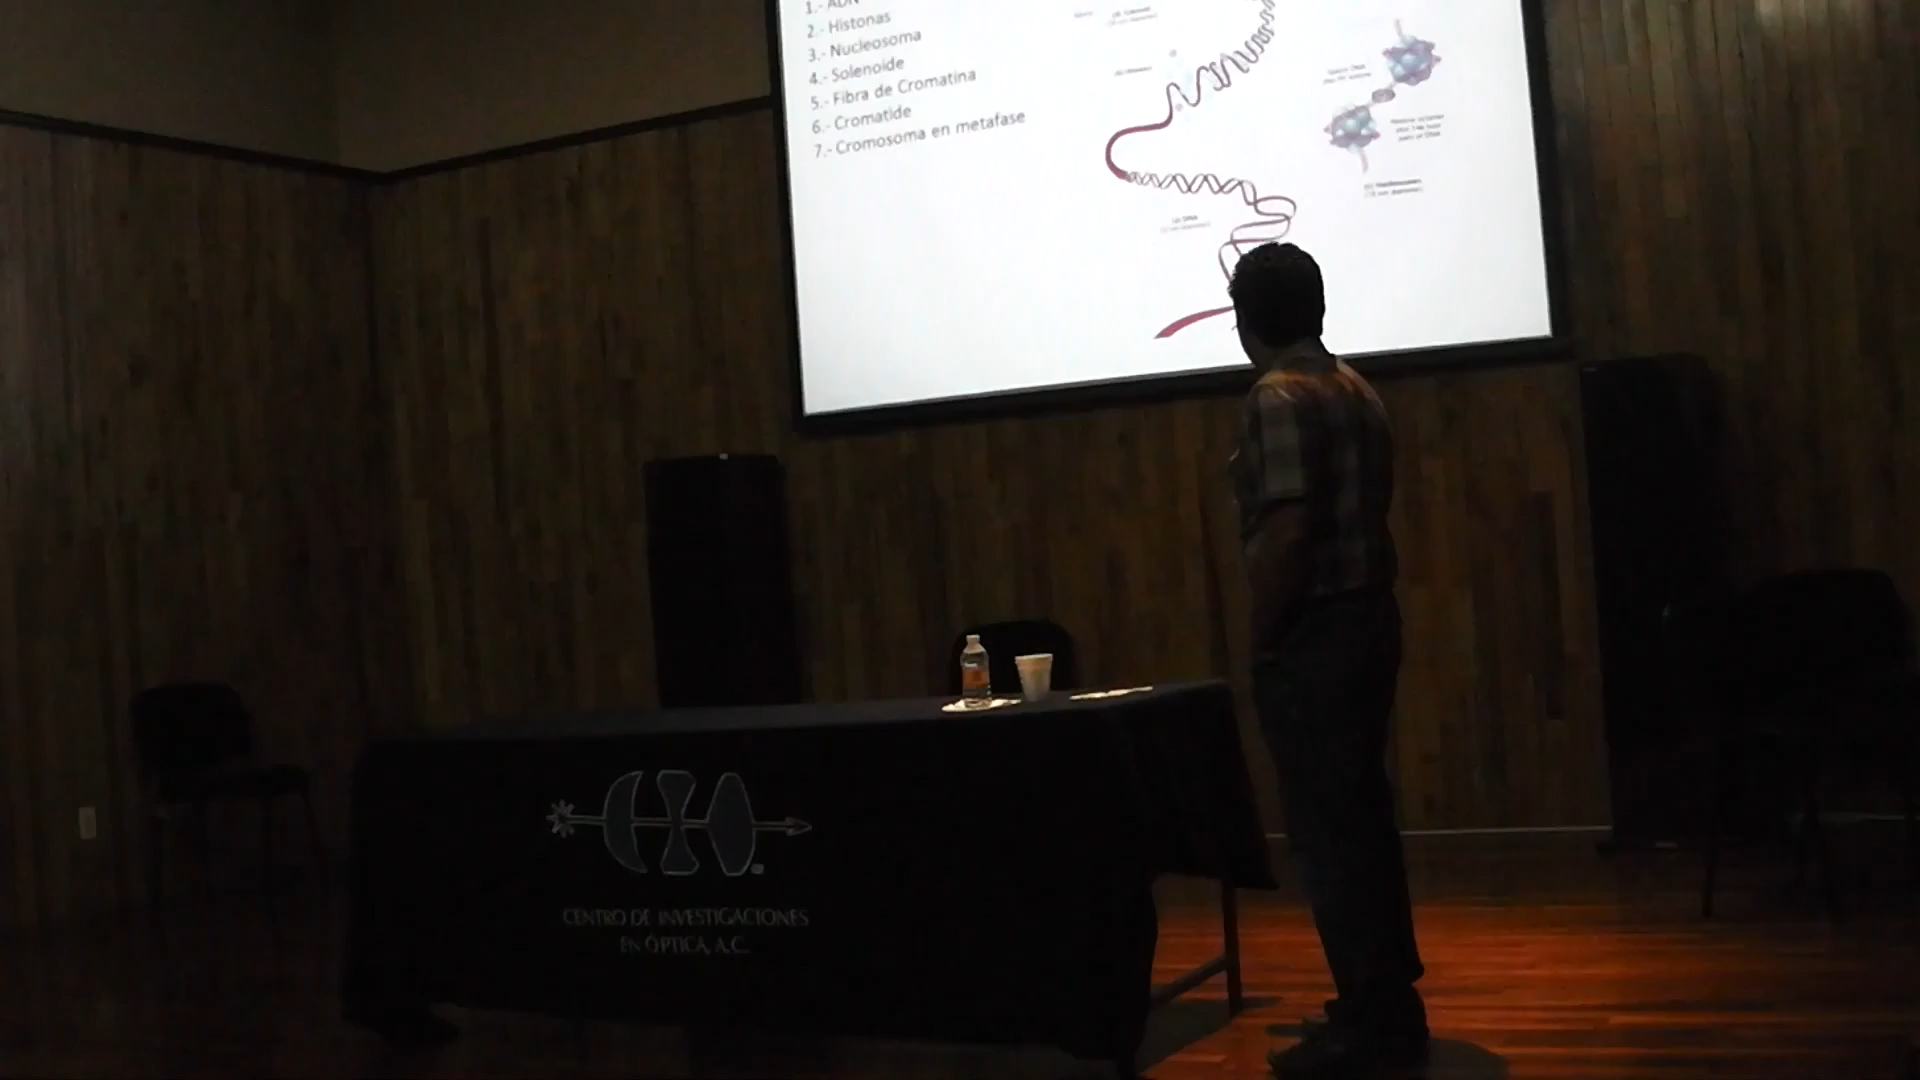 1.- ADN
2.- Histonas
3.- Nucleosoma
4.- Solenoide
5.- Fibra de Cromatina
6.- Cromatide
7.- Cromosoma en metafase
(a) DNA
CENTRO DE INVESTIGACIONES
EN ÓPTICA, A.C.